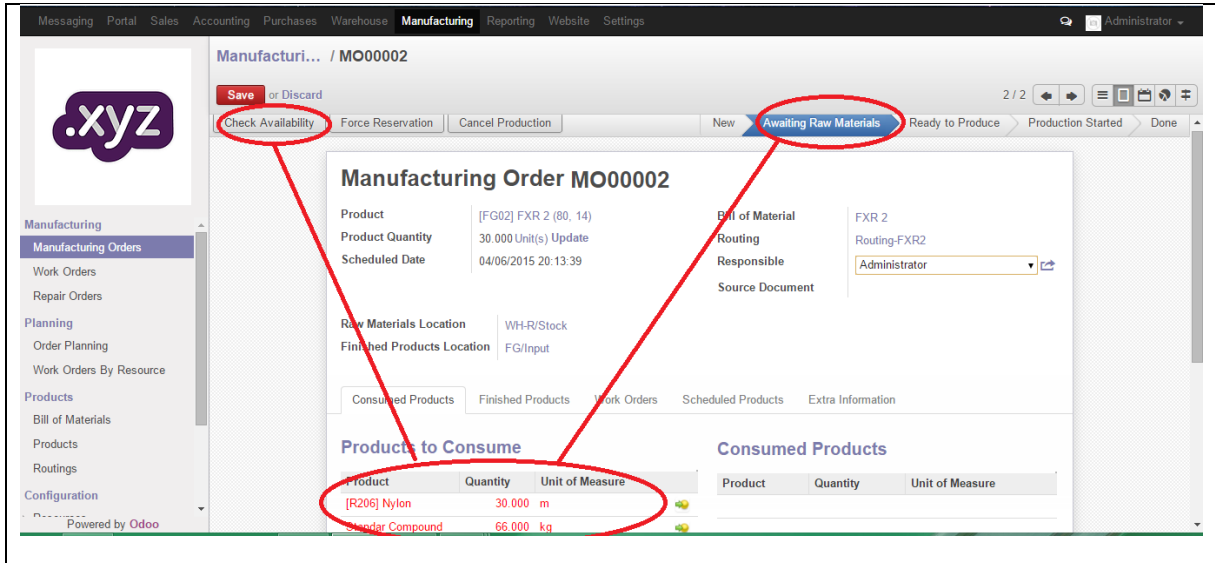 Messaging Portal Sales Accounting Purchases Warehouse Manufacturing Reporting Website Settings Administrator
.xyz
Manufacturi... / MO00002
Save or Discard 2 / 2
Check Availability Force Reservation Cancel Production New Awaiting Raw Materials Ready to Produce Production Started Done
Manufacturing Order MO00002
Product [FG02] FXR 2 (80, 14) Bill of Material FXR 2
Product Quantity 30.000 Unit(s) Update Routing Routing-FXR2
Scheduled Date 04/06/2015 20:13:39 Responsible Administrator
Source Document
Raw Materials Location WH-R/Stock
Finished Products Location FG/Input
Consumed Products Finished Products Work Orders Scheduled Products Extra Information
Products to Consume Consumed Products
Product Quantity Unit of Measure Product Quantity Unit of Measure
[R206] Nylon 30.000 m
Standar Compound 66.000 kg
Manufacturing
Manufacturing Orders
Work Orders
Repair Orders
Planning
Order Planning
Work Orders By Resource
Products
Bill of Materials
Products
Routings
Configuration
Powered by Odoo